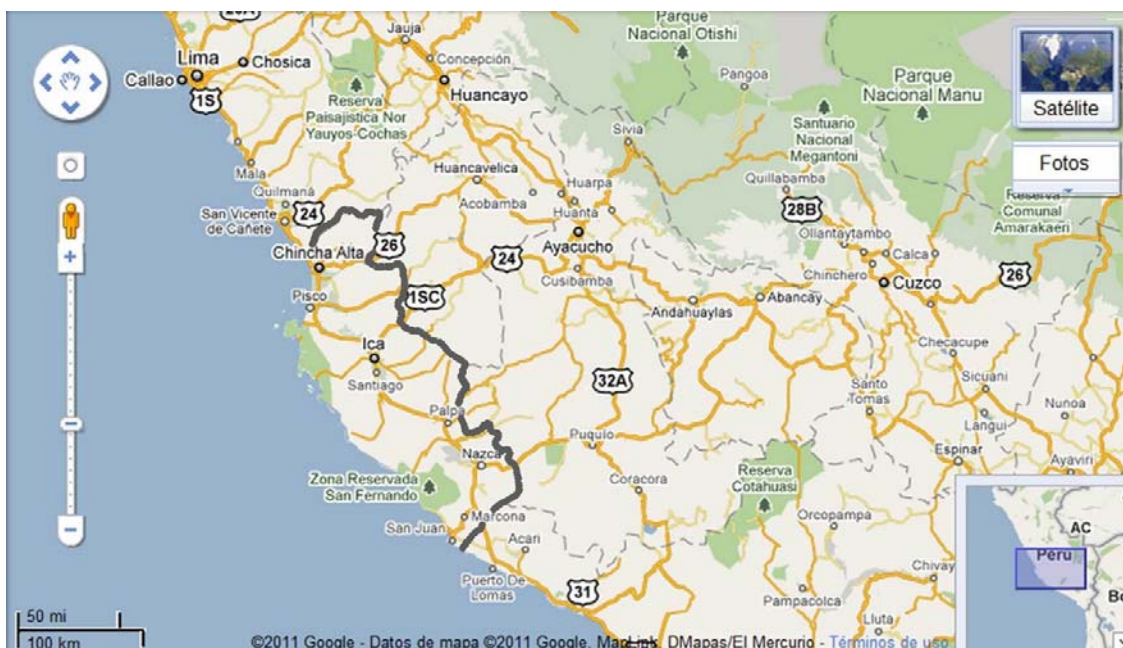 20A
Jauja
Parque
Nacional Otishi
Lima
Chosica
Concepción
Callao
1S
Huancayo
Pangoa
Parque
Nacional Manu
Satélite
Reserva
Paisajistica Nor
Yauyos-Cochas
Sivia
Santuario
Nacional
Megantoni
Fotos
Mala
Huancavelica
Huarpa
Quillabamba
Quilmaná
24
Acobamba
Huanta
28B
Reserva
Comunal
Amarakaeri
San Vicente
de Cañete
26
Ayacucho
Ollantaytambo
Calca
Chincha Alta
24
Cusibamba
Chinchero
Cuzco
26
Pisco
1SC
Andahuaylas
Abancay
Ica
Santiago
Checacupe
32A
Santo
Tomas
Sicuani
Nunoa
Palpa
Langui
Puquio
Nazca
Espinar
Ayaviri
Zona Reservada
San Fernando
Coracora
Reserva
Cotahuasi
Marcona
Orcopampa
San Juan
Acari
AC
Peru
Puerto De
Lomas
31
Pampacolca
Chivay
Bo
50 mi
100 km
Lluta
©2011 Google - Datos de mapa ©2011 Google, MapLink, DMapas/El Mercurio - Términos de uso